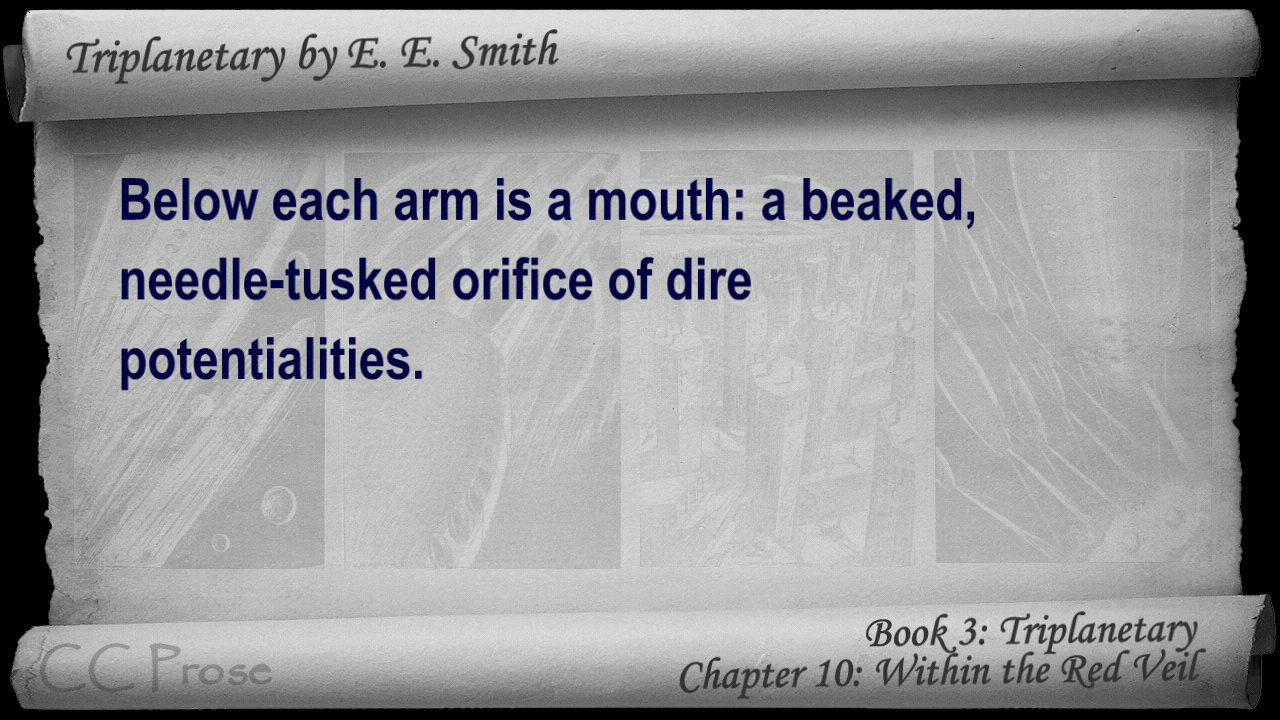 Triplanetary by E. E. Smith
Below each arm is a mouth: a beaked,
needle-tusked orifice of dire
potentialities.
Book 3: Triplanetary
Chapter 10: Within the Red Veil
CC Prose